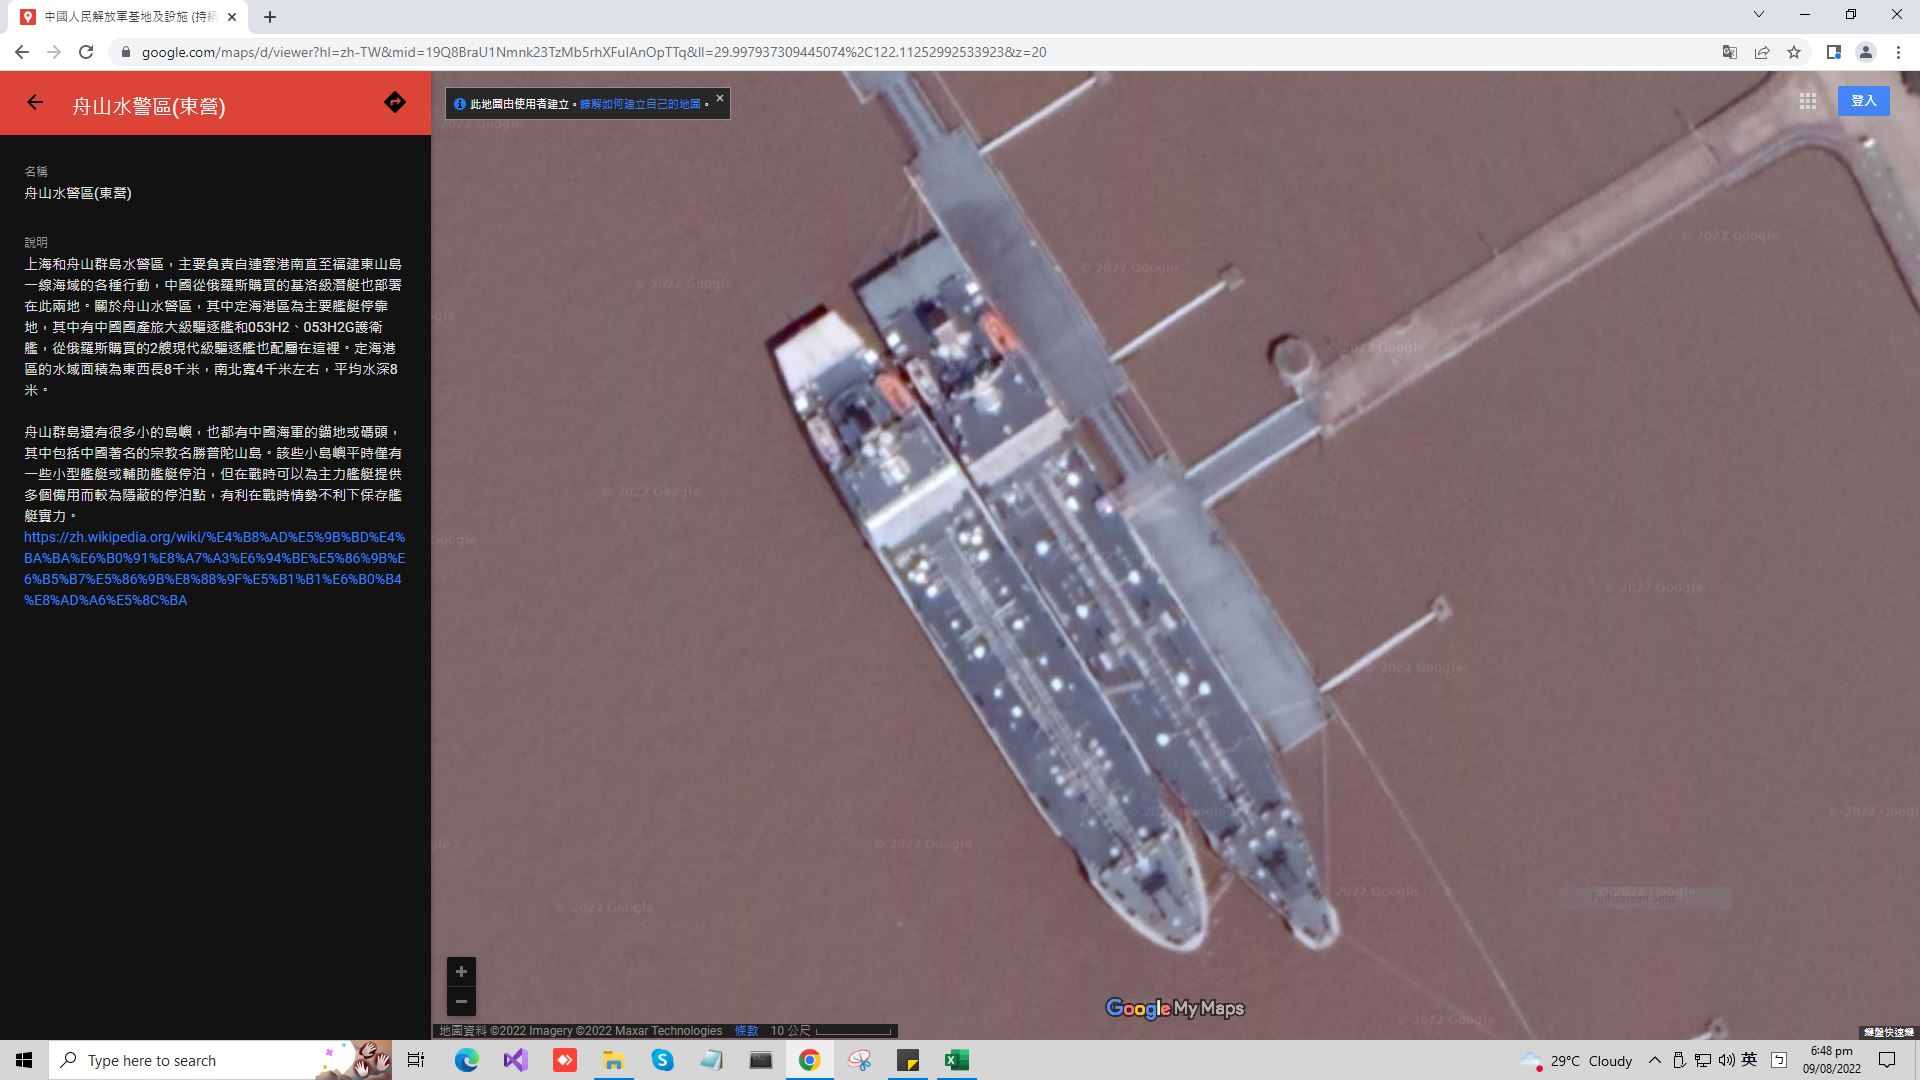 中國人民解放軍基地及設施 (持續
google.com/maps/d/viewer?hl=zh-TW&mid=19Q8BraU1Nmnk23TzMb5rhXFulAnOpTTq&ll=29.997937309445074%2C122.11252992533923&z=20
舟山水警區(東營)
此地圖由使用者建立。瞭解如何建立自己的地圖。
登入
名稱
舟山水警區(東營)
說明
上海和舟山群島水警區，主要負責自連雲港南直至福建東山島
一線海域的各種行動，中國從俄羅斯購買的基洛級潛艇也部署
在此兩地。關於舟山水警區，其中定海港區為主要艦艇停靠
地，其中有中國國產旅大級驅逐艦和053H2、053H2G護衛
艦，從俄羅斯購買的2艘現代級驅逐艦也配屬在這裡。定海港
區的水域面積為東西長8千米，南北寬4千米左右，平均水深8
米。
舟山群島還有很多小的島嶼，也都有中國海軍的錨地或碼頭，
其中包括中國著名的宗教名勝普陀山島。該些小島嶼平時僅有
一些小型艦艇或輔助艦艇停泊，但在戰時可以為主力艦艇提供
多個備用而較為隱蔽的停泊點，有利在戰時情勢不利下保存艦
艇實力。
https://zh.wikipedia.org/wiki/%E4%B8%AD%E5%9B%BD%E4%
BA%BA%E6%B0%91%E8%A7%A3%E6%94%BE%E5%86%9B%E
6%B5%B7%E5%86%9B%E8%88%9F%E5%B1%B1%E6%B0%B4
%E8%AD%A6%E5%8C%BA
© 2022 Google
Full-screen Snip
Google My Maps
地圖資料 ©2022 Imagery ©2022 Maxar Technologies 條款 10 公尺
鍵盤快速鍵
Type here to search
29°C Cloudy
英
6:48 pm
09/08/2022